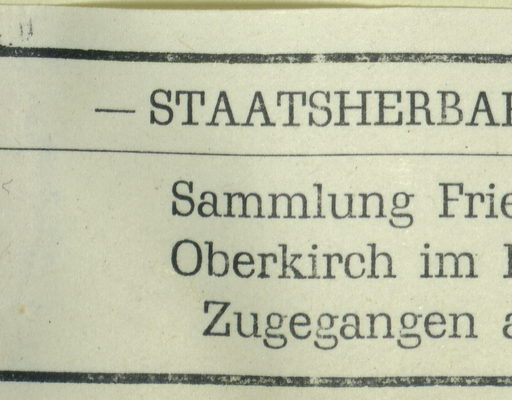 — STAATSHERBA
Sammlung Frie
Oberkirch im
Zugegangen a